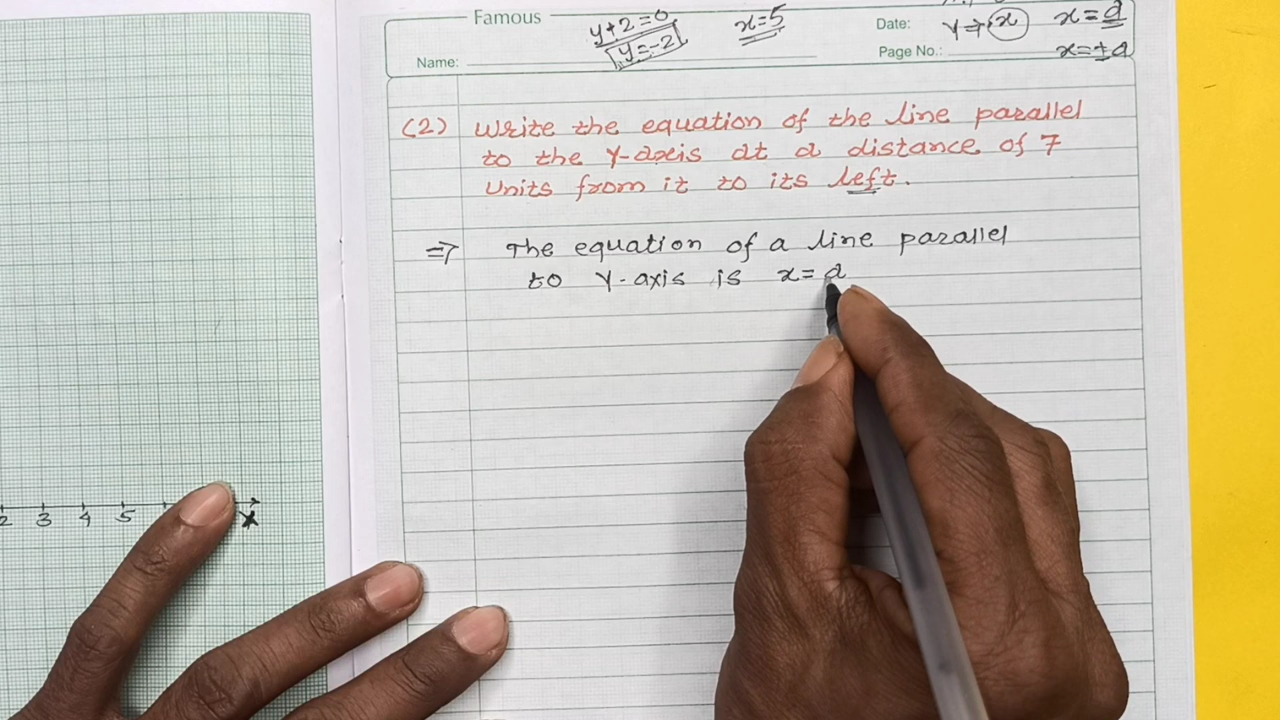 Famous
y+2=0
y=-2
x=5
Date:
y⇒x
x=a
Name:
Page No.:
x=±a
(2) Write the equation of the line parallel
to the Y-axis at a distance of 7
Units from it to its left.
⇒ The equation of a line parallel
to Y-axis is x=a
2 3 4 5 X